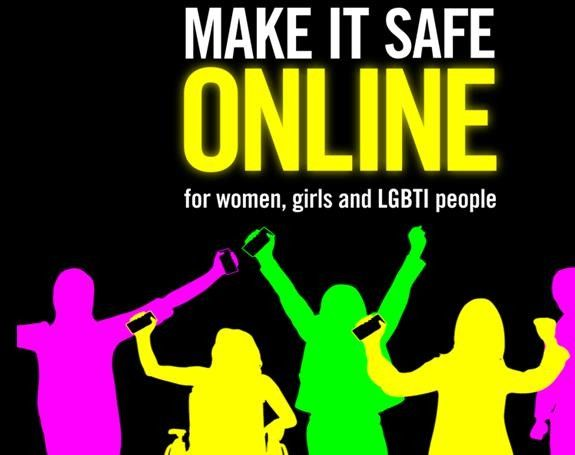 MAKE IT SAFE
ONLINE
for women, girls and LGBTI people